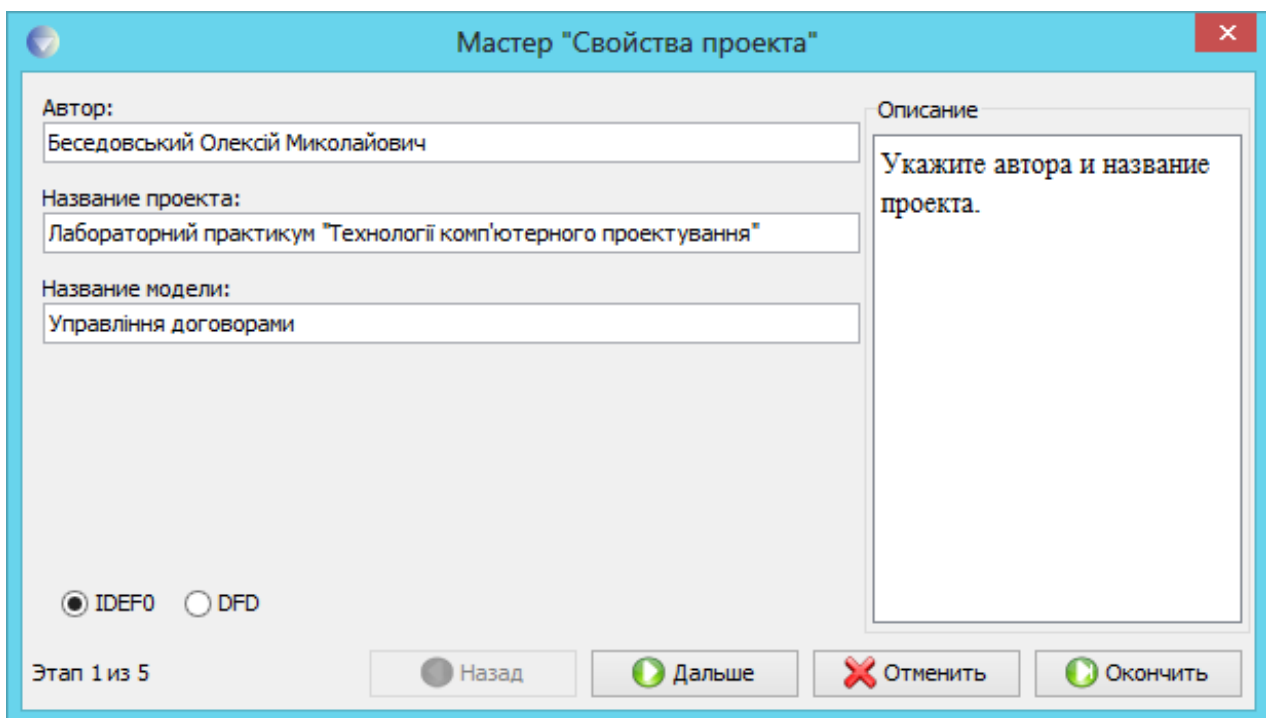 Мастер "Свойства проекта"
Автор:
Беседовський Олексій Миколайович
Название проекта:
Лабораторний практикум "Технології комп'ютерного проектування"
Название модели:
Управління договорами
Описание
Укажите автора и название
проекта.
IDEF0 DFD
Этап 1 из 5
Назад Дальше Отменить Окончить